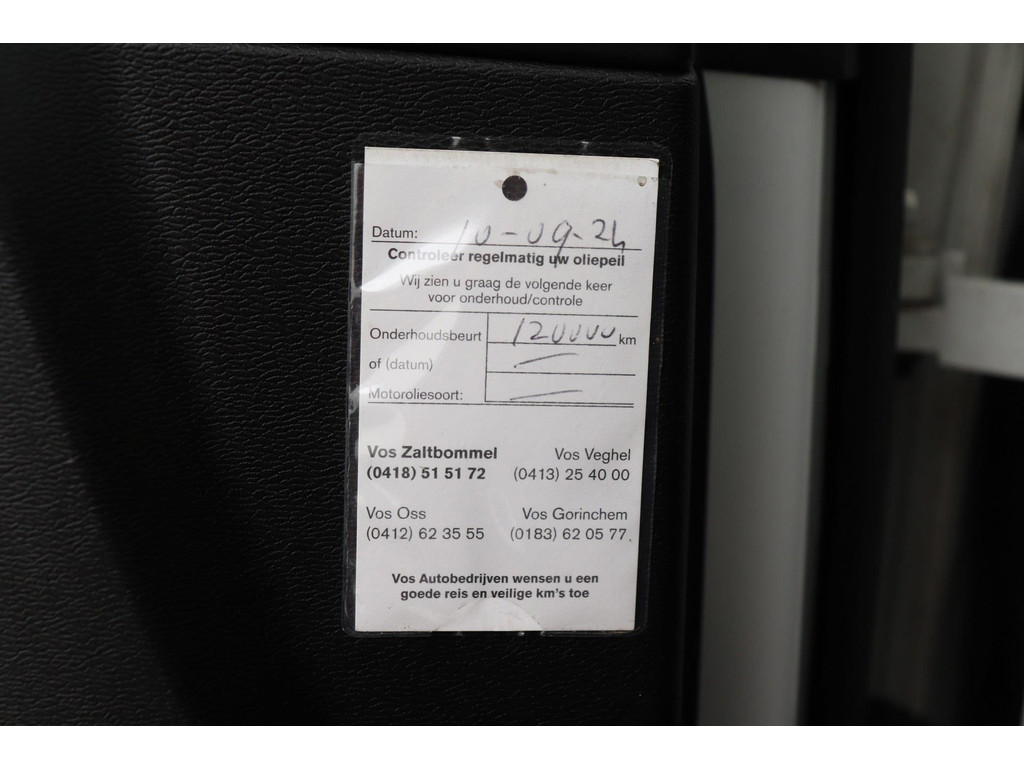 Datum: 10-09-24
Controleer regelmatig uw oliepeil
Wij zien u graag de volgende keer
voor onderhoud/controle
Onderhoudsbeurt 120000 km
of (datum) —
Motoroliesoort: —
Vos Zaltbommel Vos Veghel
(0418) 51 51 72 (0413) 25 40 00
Vos Oss Vos Gorinchem
(0412) 62 35 55 (0183) 62 05 77.
Vos Autobedrijven wensen u een
goede reis en veilige km's toe